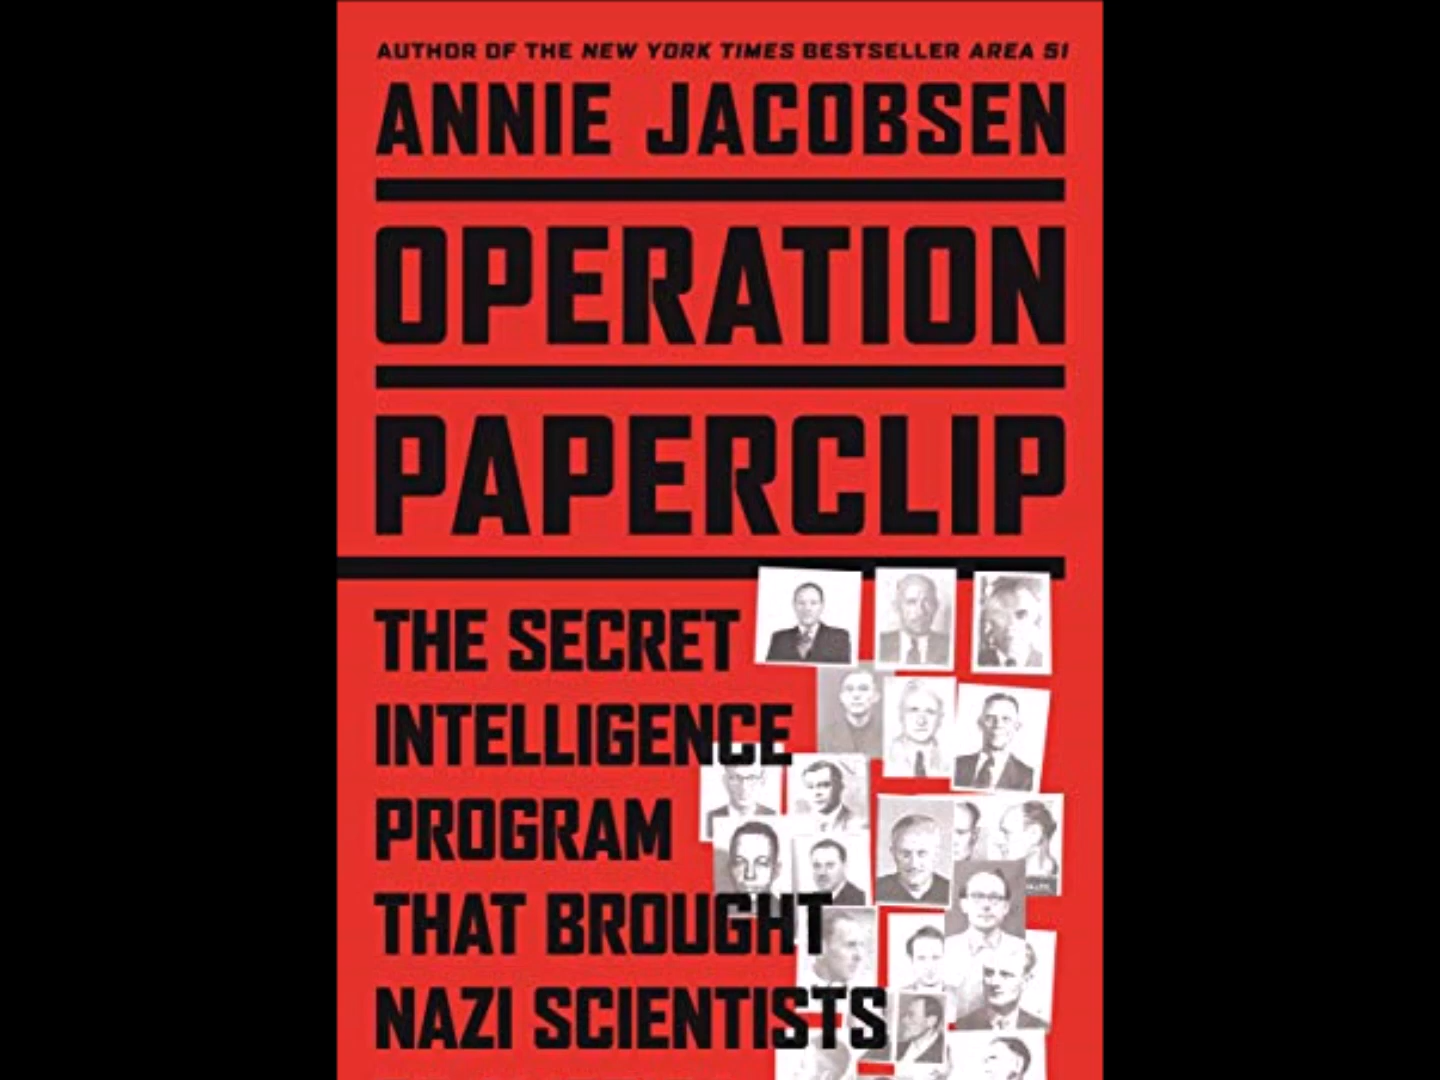 AUTHOR OF THE NEW YORK TIMES BESTSELLER AREA 51
ANNIE JACOBSEN
OPERATION
PAPERCLIP
THE SECRET
INTELLIGENCE
PROGRAM
THAT BROUGHT
NAZI SCIENTISTS